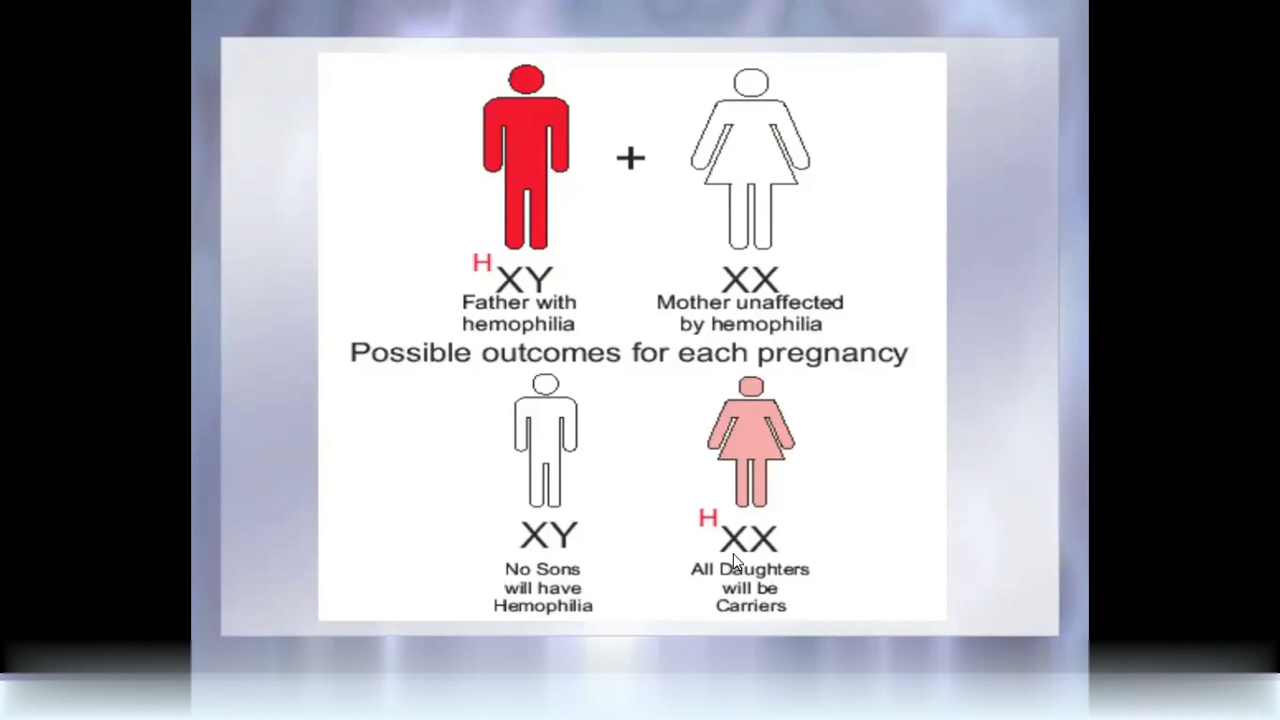 +
H
XY
XX
Father with
hemophilia
Mother unaffected
by hemophilia
Possible outcomes for each pregnancy
XY
No Sons
will have
Hemophilia
H
XX
All Daughters
will be
Carriers